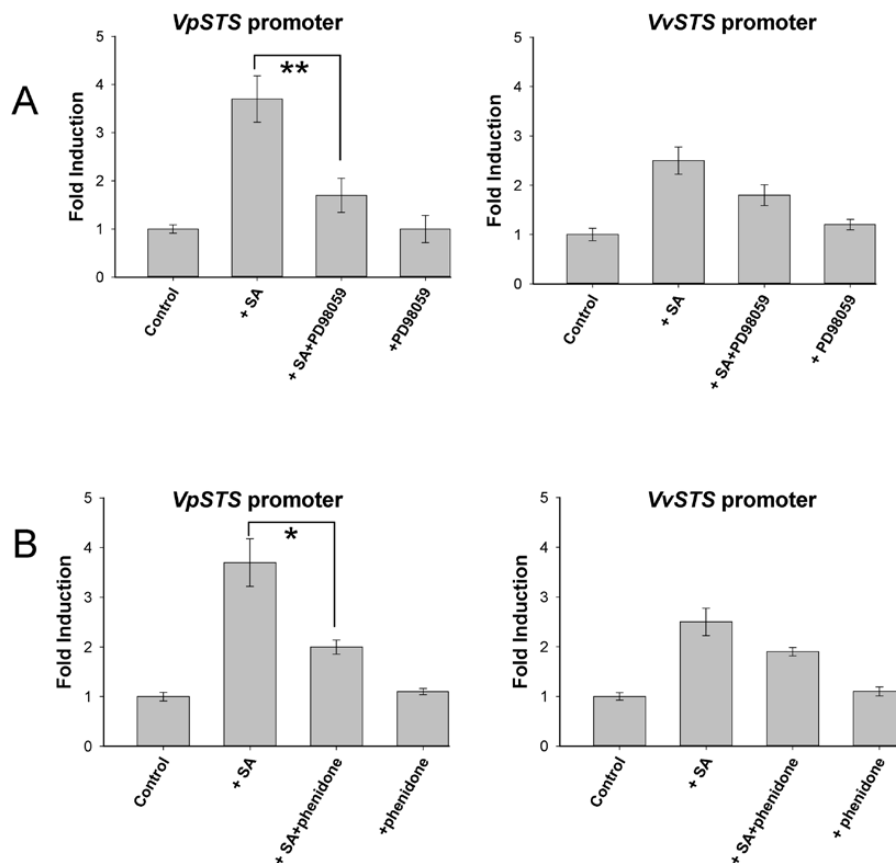 VpSTS promoter
VvSTS promoter
A
Fold Induction
5
4
3
2
1
0
Control
+ SA
+ SA+PD98059
+PD98059
Fold Induction
5
4
3
2
1
0
Control
+ SA
+ SA+PD98059
+ PD98059
**
VpSTS promoter
VvSTS promoter
B
Fold Induction
5
4
3
2
1
0
Control
+ SA
+ SA+phenidone
+phenidone
Fold Induction
5
4
3
2
1
0
Control
+ SA
+ SA+phenidone
+ phenidone
*